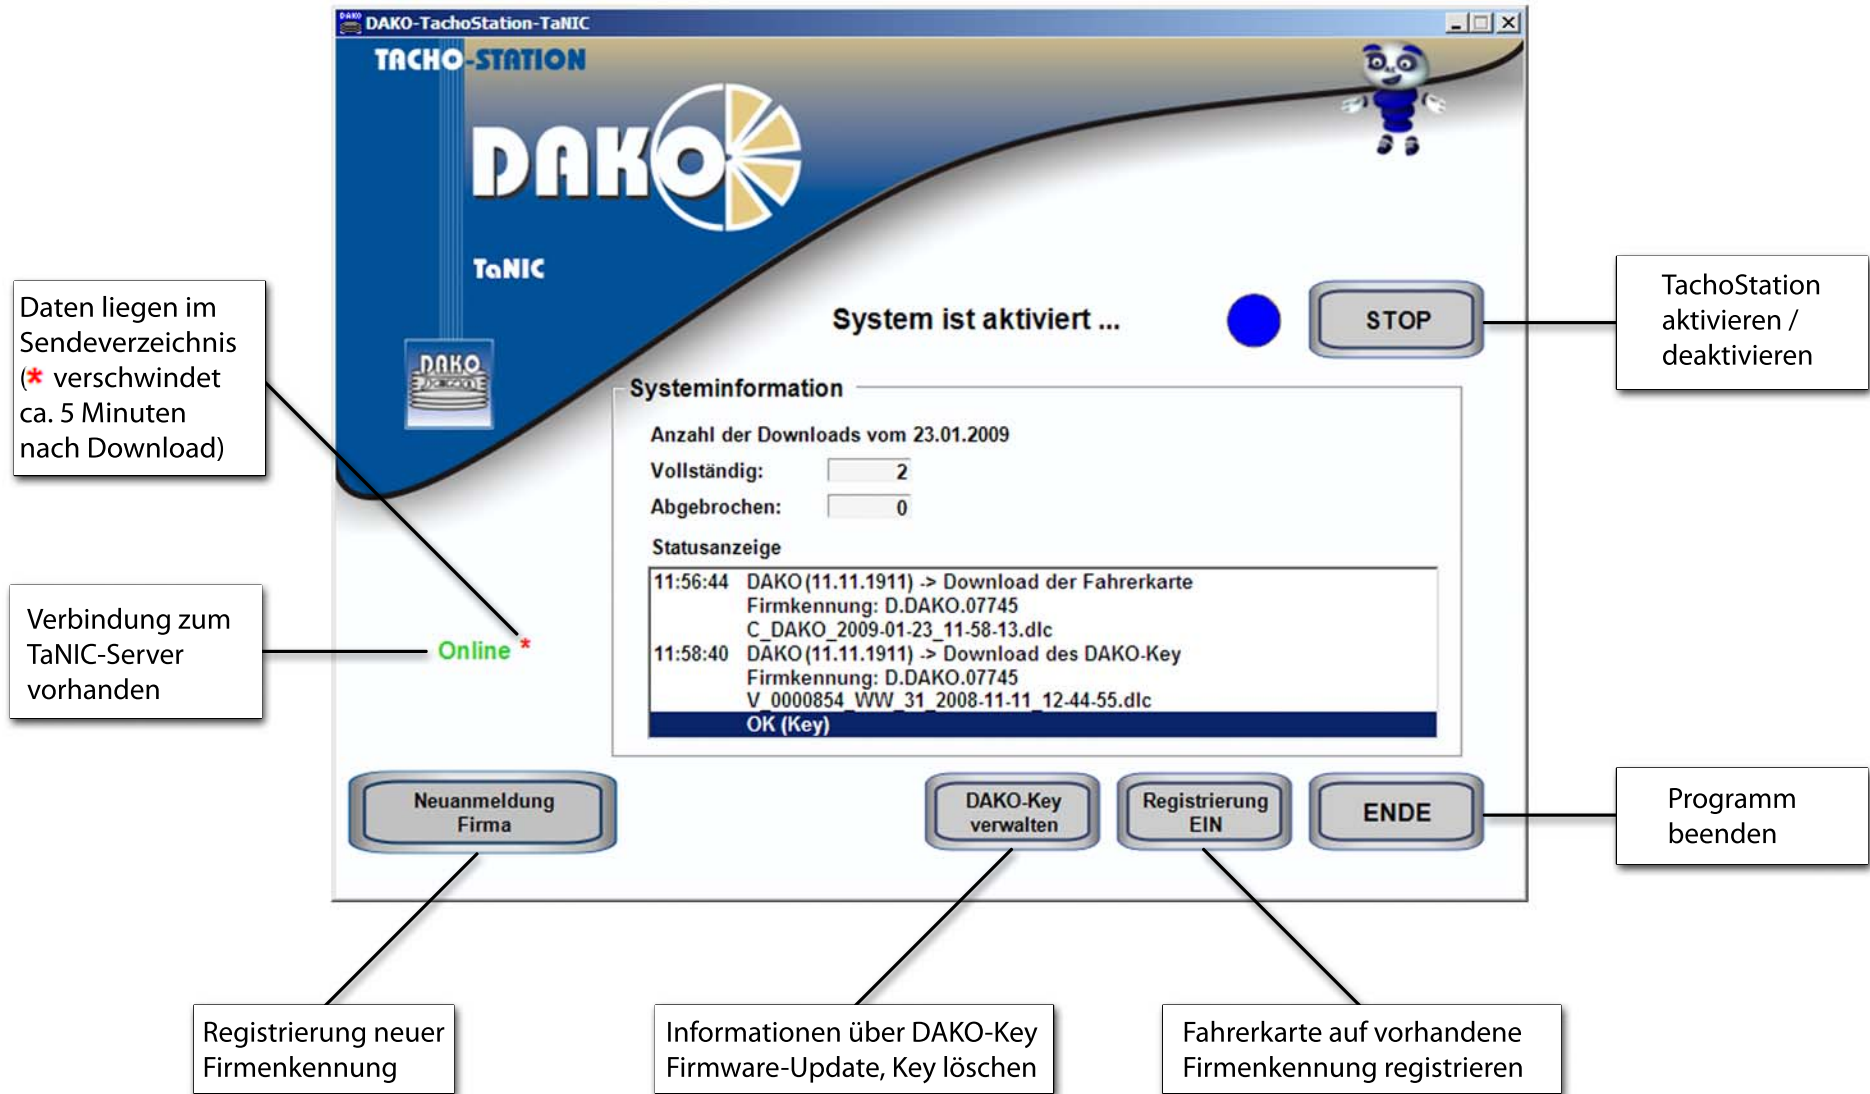 DAKO
DAKO-TachoStation-TaNIC
TACHO-STATION
DAKO
TaNIC
Daten liegen im
Sendeverzeichnis
(* verschwindet
ca. 5 Minuten
nach Download)
System ist aktiviert ...
STOP
TachoStation
aktivieren /
deaktivieren
DAKO
Systeminformation
Anzahl der Downloads vom 23.01.2009
Vollständig: 2
Abgebrochen: 0
Statusanzeige
11:56:44 DAKO(11.11.1911) -> Download der Fahrerkarte
Firmkennung: D.DAKO.07745
C_DAKO_2009-01-23_11-58-13.dlc
11:58:40 DAKO(11.11.1911) -> Download des DAKO-Key
Firmkennung: D.DAKO.07745
V_0000854_WW_31_2008-11-11_12-44-55.dlc
OK (Key)
Verbindung zum
TaNIC-Server
vorhanden
Online *
Neuanmeldung
Firma
DAKO-Key
verwalten
Registrierung
EIN
ENDE
Programm
beenden
Registrierung neuer
Firmenkennung
Informationen über DAKO-Key
Firmware-Update, Key löschen
Fahrerkarte auf vorhandene
Firmenkennung registrieren